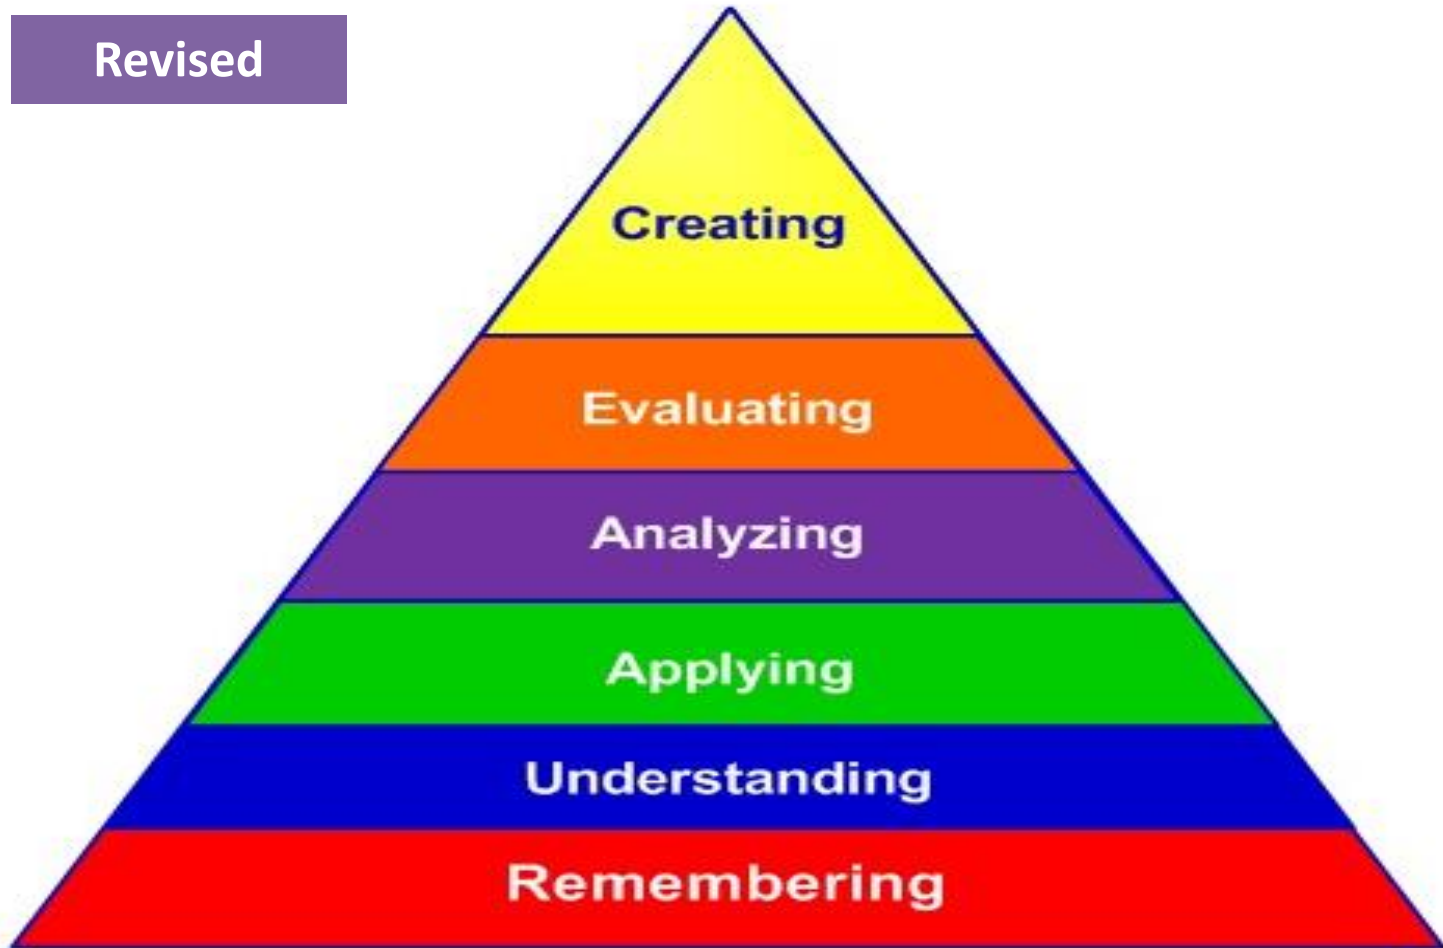 Revised
Creating
Evaluating
Analyzing
Applying
Understanding
Remembering